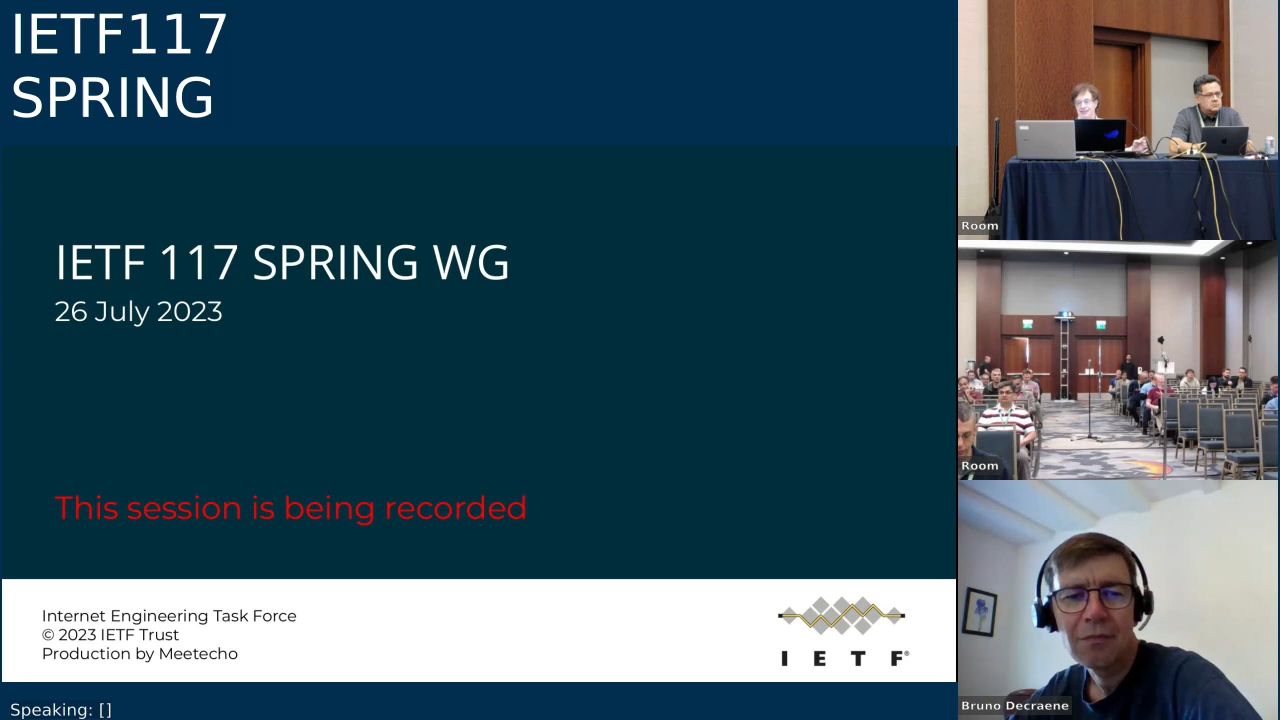 IETF117
SPRING
IETF 117 SPRING WG
26 July 2023
This session is being recorded
Internet Engineering Task Force
© 2023 IETF Trust
Production by Meetecho
I E T F®
Speaking: []
Room
Room
Bruno Decraene